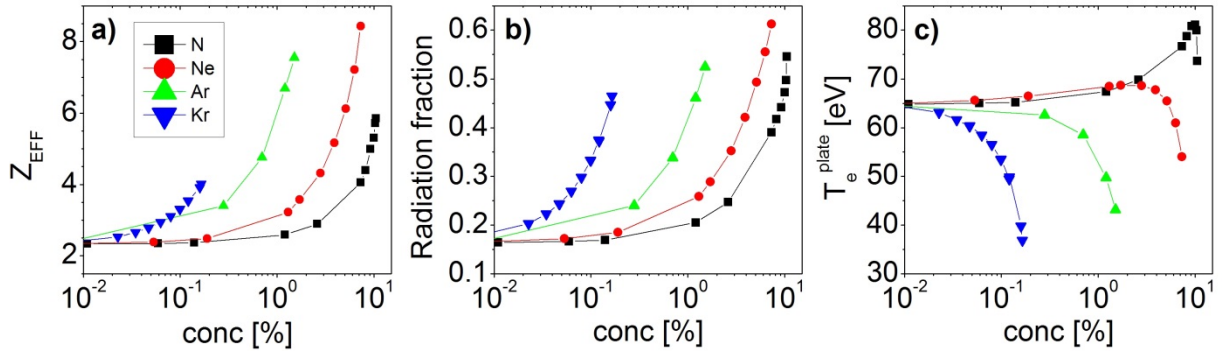 a)
Z_EFF
8
6
4
2
N
Ne
Ar
Kr
10^-2 10^-1 10^0 10^1
conc [%]
b)
Radiation fraction
0.6
0.5
0.4
0.3
0.2
0.1
10^-2 10^-1 10^0 10^1
conc [%]
c)
T_e^plate [eV]
80
70
60
50
40
30
10^-2 10^-1 10^0 10^1
conc [%]